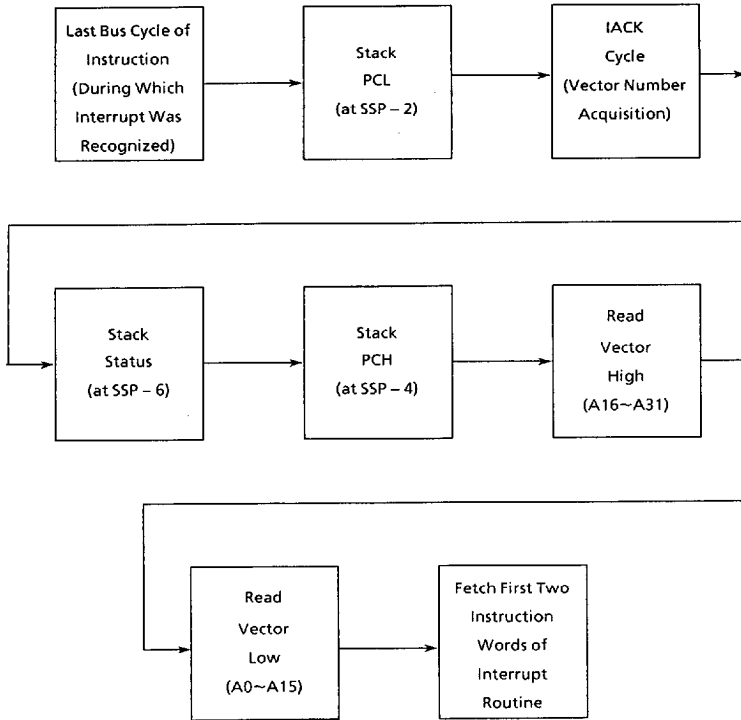 Last Bus Cycle of
Instruction
(During Which
Interrupt Was
Recognized)
Stack
PCL
(at SSP – 2)
IACK
Cycle
(Vector Number
Acquisition)
Stack
Status
(at SSP – 6)
Stack
PCH
(at SSP – 4)
Read
Vector
High
(A16~A31)
Read
Vector
Low
(A0~A15)
Fetch First Two
Instruction
Words of
Interrupt
Routine